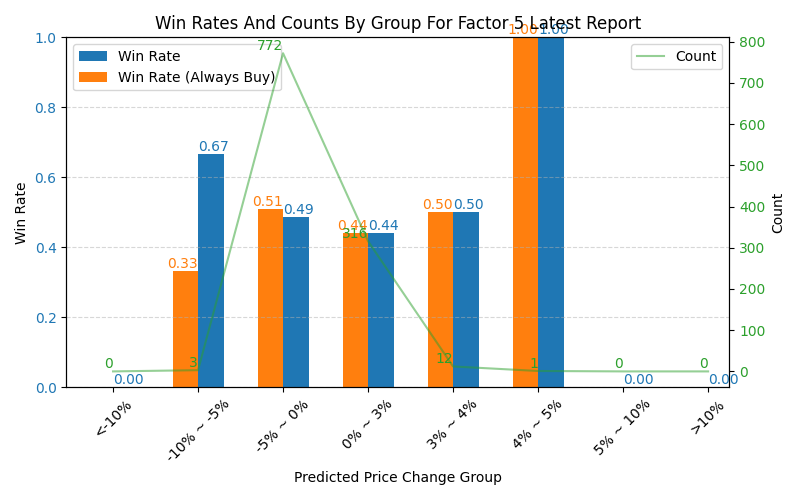 Win Rates And Counts By Group For Factor 5 Latest Report
Win Rate
Win Rate (Always Buy)
Count
1.0
0.8
0.6
0.4
0.2
0.0
Win Rate
800
700
600
500
400
300
200
100
0
Count
0.33
0.51
0.44
0.50
1.00
0.00
0.67
0.49
0.44
0.50
1.00
0.00
0.00
0
3
772
316
12
1
0
0
<-10%
-10% ~ -5%
-5% ~ 0%
0% ~ 3%
3% ~ 4%
4% ~ 5%
5% ~ 10%
>10%
Predicted Price Change Group